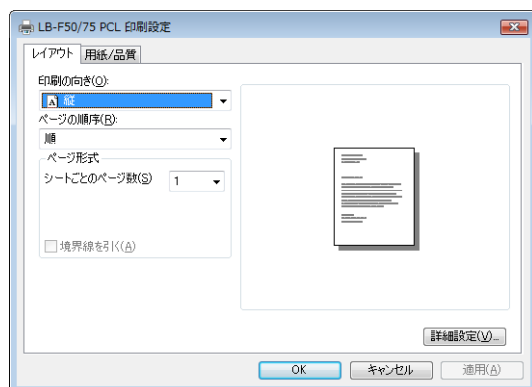 LB-F50/75 PCL 印刷設定
レイアウト 用紙/品質
印刷の向き(O):
A 縦
ページの順序(R):
順
ページ形式
シートごとのページ数(S) 1
境界線を引く(A)
詳細設定(V)...
OK キャンセル 適用(A)